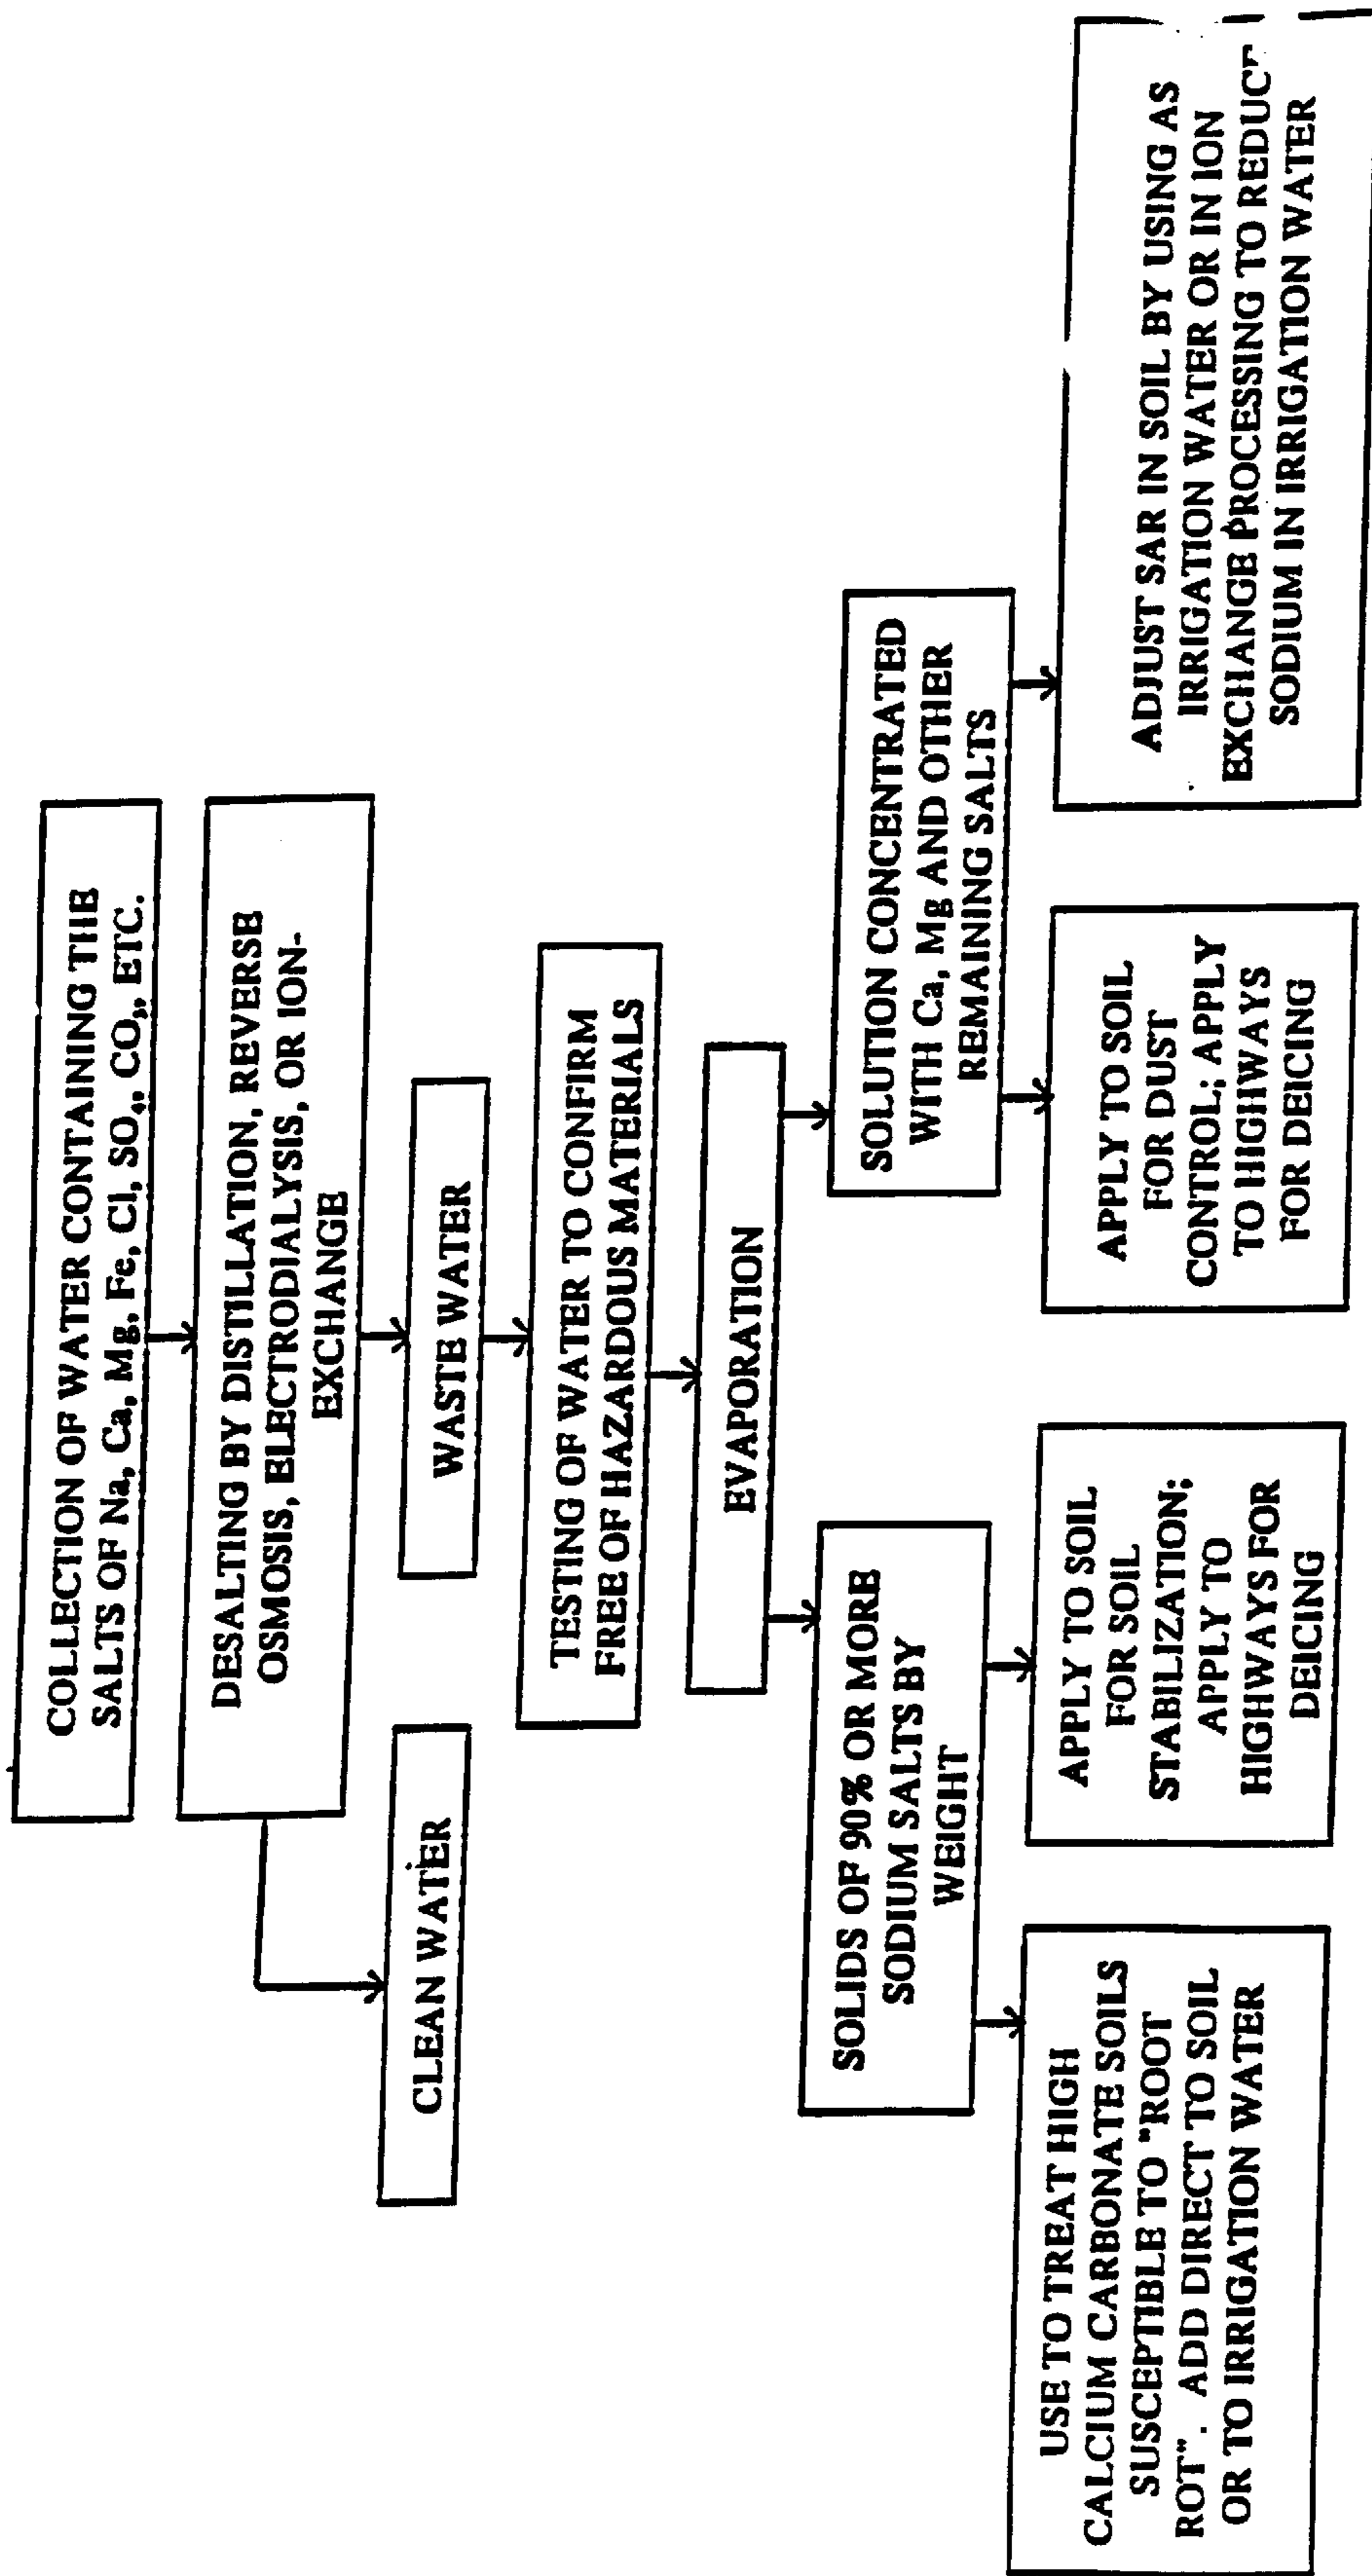 COLLECTION OF WATER CONTAINING THE
SALTS OF Na, Ca, Mg, Fe, Cl, SO₄, CO₃, ETC.
DESALTING BY DISTILLATION, REVERSE
OSMOSIS, ELECTRODIALYSIS, OR ION-
EXCHANGE
CLEAN WATER
WASTE WATER
TESTING OF WATER TO CONFIRM
FREE OF HAZARDOUS MATERIALS
EVAPORATION
SOLIDS OF 90% OR MORE
SODIUM SALTS BY
WEIGHT
SOLUTION CONCENTRATED
WITH Ca, Mg AND OTHER
REMAINING SALTS
USE TO TREAT HIGH
CALCIUM CARBONATE SOILS
SUSCEPTIBLE TO "ROOT
ROT". ADD DIRECT TO SOIL
OR TO IRRIGATION WATER
APPLY TO SOIL
FOR SOIL
STABILIZATION;
APPLY TO
HIGHWAYS FOR
DEICING
APPLY TO SOIL
FOR DUST
CONTROL; APPLY
TO HIGHWAYS
FOR DEICING
ADJUST SAR IN SOIL BY USING AS
IRRIGATION WATER OR IN ION
EXCHANGE PROCESSING TO REDUCE
SODIUM IN IRRIGATION WATER